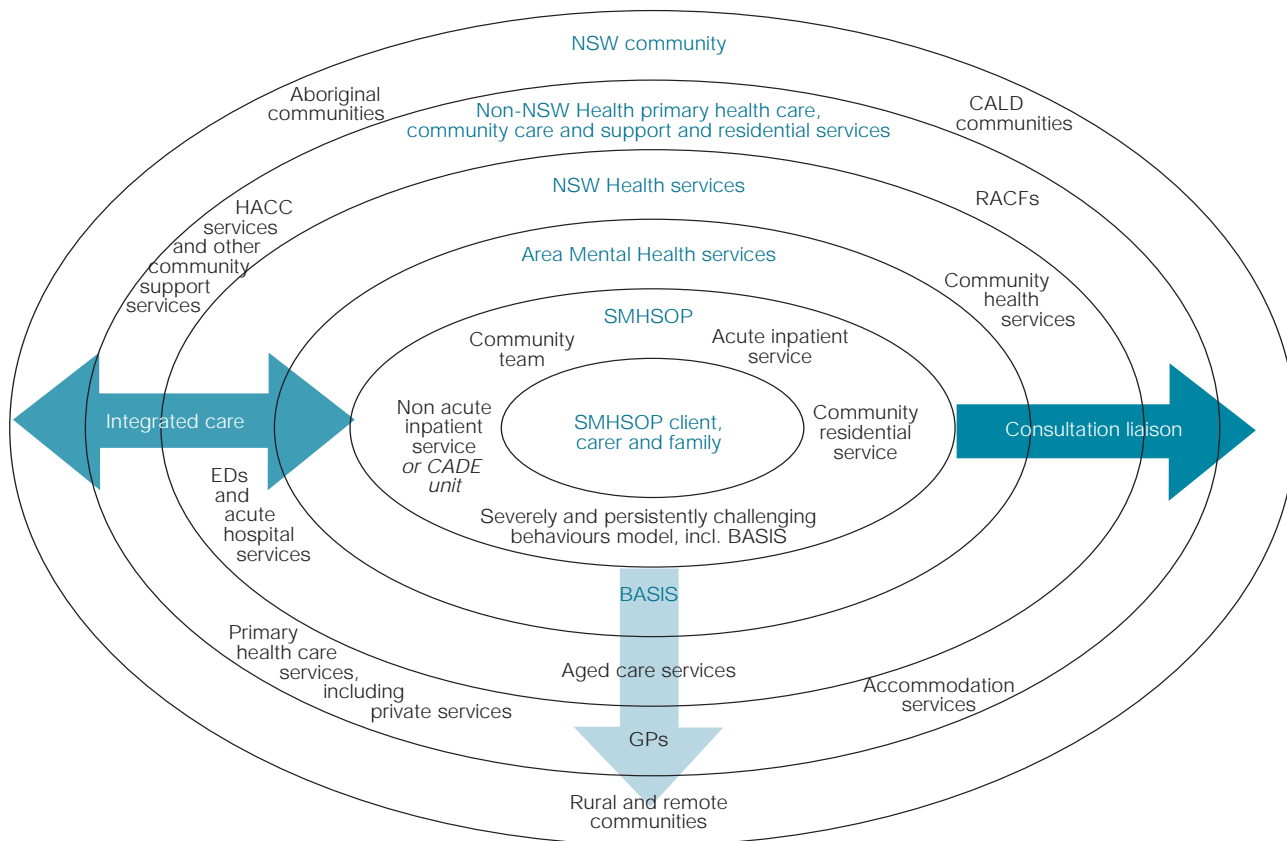 NSW community
Aboriginal
communities
CALD
communities
Non-NSW Health primary health care,
community care and support and residential services
NSW Health services
HACC
services
and other
community
support
services
RACFs
Area Mental Health services
Community
health
services
SMHSOP
Community
team
Acute inpatient
service
Integrated care
Non acute
inpatient
service
or CADE
unit
SMHSOP client,
carer and family
Community
residential
service
Consultation liaison
EDs
and
acute
hospital
services
Severely and persistently challenging
behaviours model, incl. BASIS
BASIS
Primary
health care
services,
including
private services
Aged care services
Accommodation
services
GPs
Rural and remote
communities